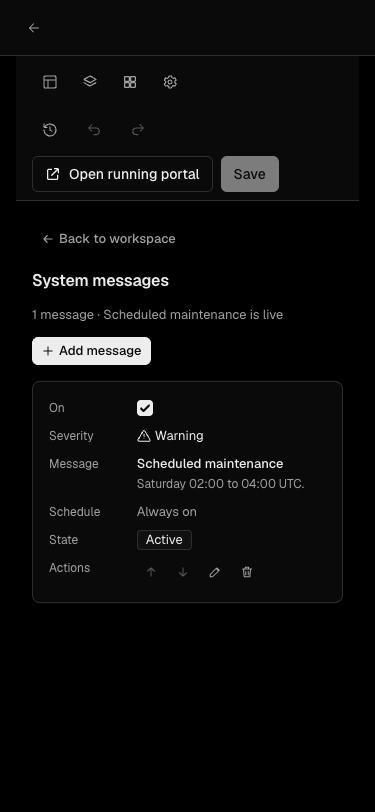 Open running portal
Save
Back to workspace
System messages
1 message · Scheduled maintenance is live
Add message
On
Severity
Warning
Message
Scheduled maintenance
Saturday 02:00 to 04:00 UTC.
Schedule
Always on
State
Active
Actions